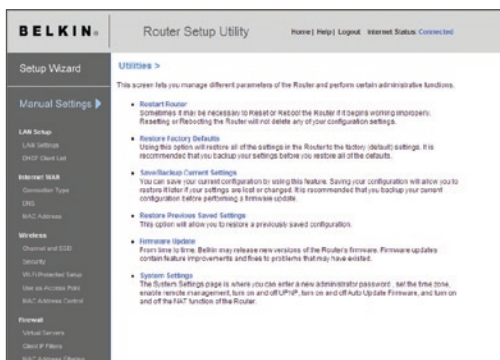 BELKIN.
Router Setup Utility
Home | Help | Logout Internet Status: Connected
Setup Wizard
Manual Settings
LAN Setup
LAN Settings
DHCP Client List
Internet WAN
Connection Type
DNS
MAC Address
Wireless
Channel and SSID
Security
Wi-Fi Protected Setup
Use as Access Point
MAC Address Control
Firewall
Virtual Servers
Client IP Filters
MAC Address Filtering
Utilities >
This screen lets you manage different parameters of the Router and perform certain administrative functions.
Restart Router
Sometimes it may be necessary to Reset or Reboot the Router if it begins working improperly.
Resetting or Rebooting the Router will not delete any of your configuration settings.
Restore Factory Defaults
Using this option will restore all of the settings in the Router to the factory (default) settings. It is
recommended that you backup your settings before you restore all of the defaults.
Save/Backup Current Settings
You can save your current configuration by using this feature. Saving your configuration will allow you to
restore it later if your settings are lost or changed. It is recommended that you backup your current
configuration before performing a firmware update.
Restore Previous Saved Settings
This option will allow you to restore a previously saved configuration.
Firmware Update
From time to time, Belkin may release new versions of the Router's firmware. Firmware updates
contain feature improvements and fixes to problems that may have existed.
System Settings
The System Settings page is where you can enter a new administrator password, set the time zone,
enable remote management, turn on and off UPNP, turn on and off Auto Update Firmware, and turn on
and off the NAT function of the Router.